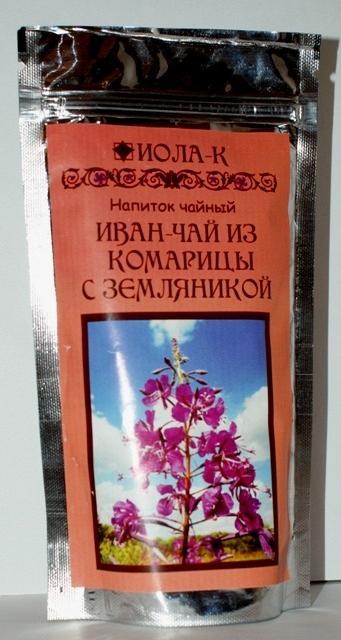 ИОЛА-К
Напиток чайный
ИВАН-ЧАЙ ИЗ
КОМАРИЦЫ
С ЗЕМЛЯНИКОЙ